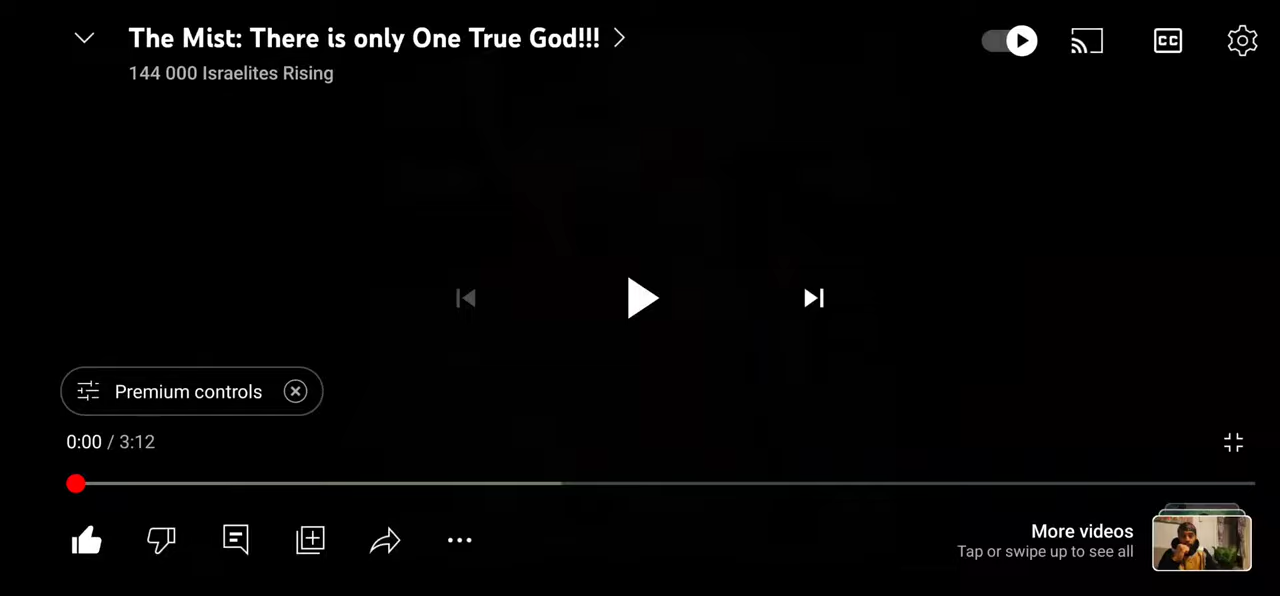 The Mist: There is only One True God!!!
144 000 Israelites Rising
CC
Premium controls
0:00 / 3:12
More videos
Tap or swipe up to see all